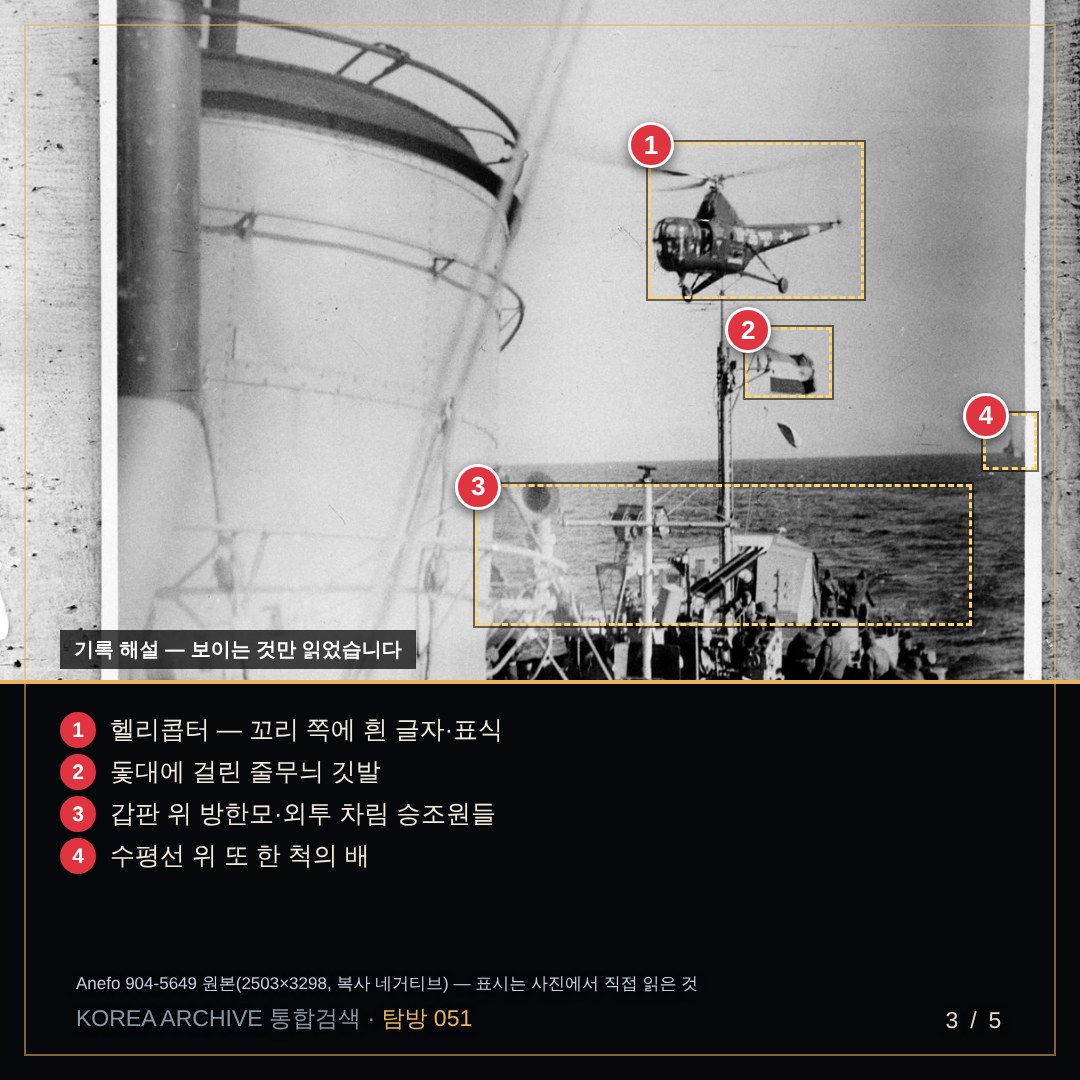 1
2
4
3
기록 해설 — 보이는 것만 읽었습니다
1 헬리콥터 — 꼬리 쪽에 흰 글자·표식
2 돛대에 걸린 줄무늬 깃발
3 갑판 위 방한모·외투 차림 승조원들
4 수평선 위 또 한 척의 배
Anefo 904-5649 원본(2503×3298, 복사 네거티브) — 표시는 사진에서 직접 읽은 것
KOREA ARCHIVE 통합검색 · 탐방 051
3 / 5